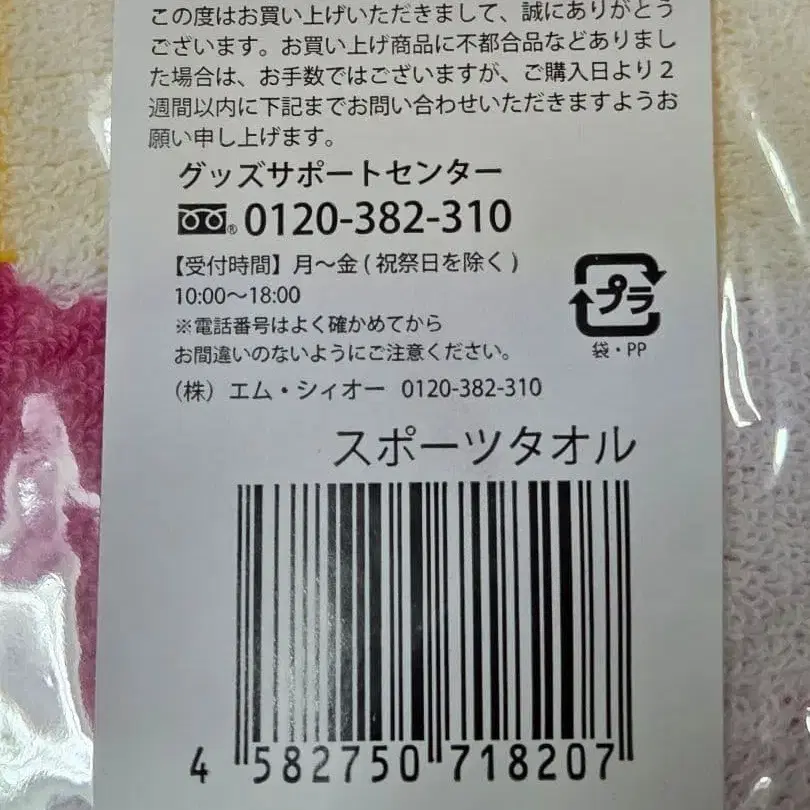 この度はお買い上げいただきまして、誠にありがとう
ございます。お買い上げ商品に不都合品などありまし
た場合は、お手数ではございますが、ご購入日より２
週間以内に下記までお問い合わせいただきますようお
願い申し上げます。
グッズサポートセンター
® 0120-382-310
【受付時間】月～金 ( 祝祭日を除く )
10:00～18:00
※電話番号はよく確かめてから
お間違いのないようにご注意ください。
（株）エム・シィオー 0120-382-310
プラ
袋・PP
スポーツタオル
4 582750 718207